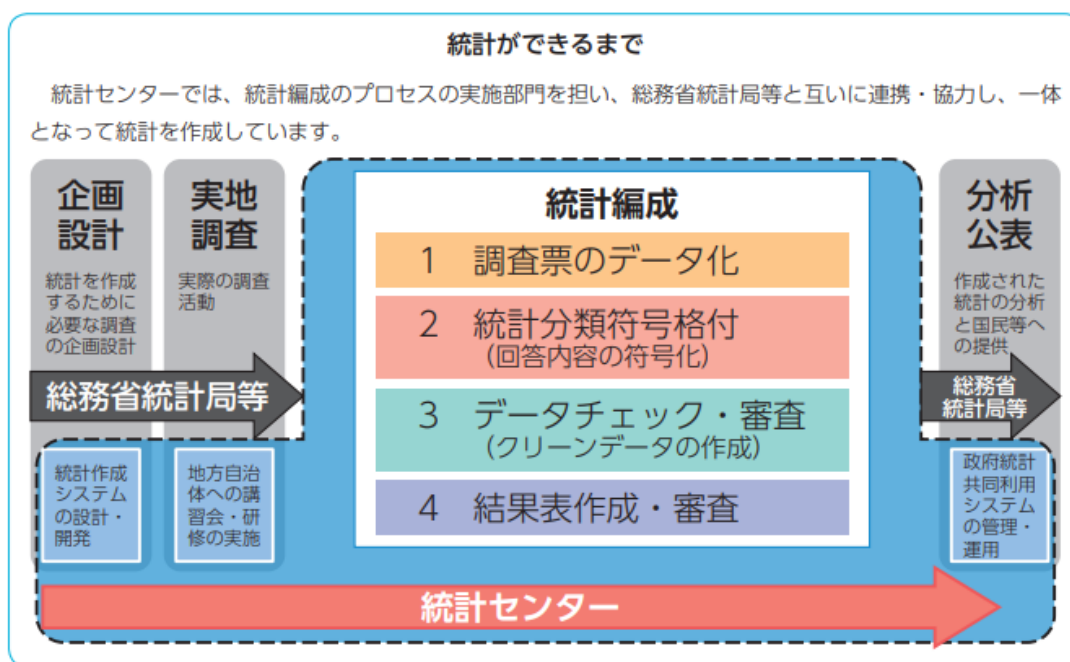 統計ができるまで
統計センターでは、統計編成のプロセスの実施部門を担い、総務省統計局等と互いに連携・協力し、一体
となって統計を作成しています。
企画
設計
統計を作成
するために
必要な調査
の企画設計
実地
調査
実際の調査
活動
総務省統計局等
統計作成
システム
の設計・
開発
地方自治
体への講
習会・研
修の実施
統計編成
1 調査票のデータ化
2 統計分類符号格付
(回答内容の符号化)
3 データチェック・審査
(クリーンデータの作成)
4 結果表作成・審査
分析
公表
作成された
統計の分析
と国民等へ
の提供
総務省
統計局等
政府統計
共同利用
システム
の管理・
運用
統計センター